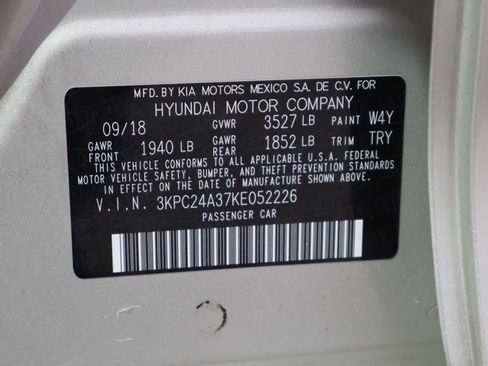 MFD. BY KIA MOTORS MEXICO S.A. DE C.V. FOR
HYUNDAI MOTOR COMPANY
09/18 GVWR 3527 LB PAINT W4Y
GAWR FRONT 1940 LB GAWR REAR 1852 LB TRIM TRY
THIS VEHICLE CONFORMS TO ALL APPLICABLE U.S.A. FEDERAL
MOTOR VEHICLE SAFETY, BUMPER, AND THEFT PREVENTION STANDARDS
IN EFFECT ON THE DATE OF MANUFACTURE SHOWN ABOVE.
V.I.N. 3KPC24A37KE052226
PASSENGER CAR